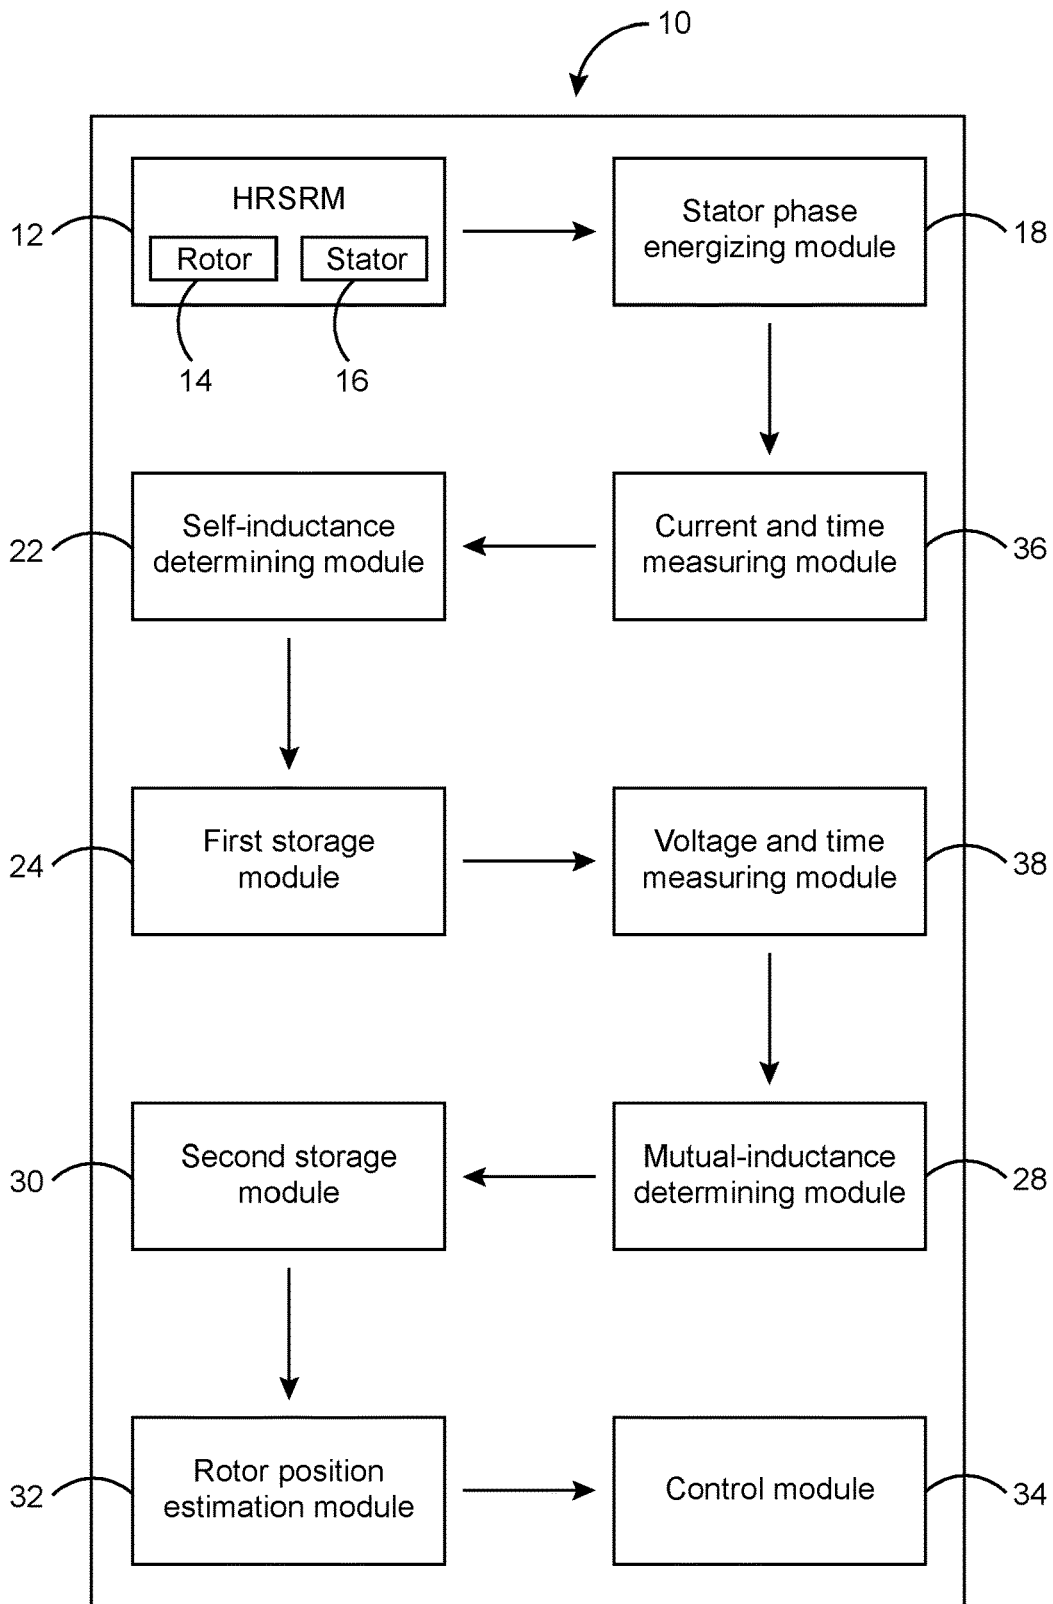 10
HRSRM
Rotor
Stator
12
14
16
Stator phase
energizing module
18
Self-inductance
determining module
22
Current and time
measuring module
36
First storage
module
24
Voltage and time
measuring module
38
Second storage
module
30
Mutual-inductance
determining module
28
Rotor position
estimation module
32
Control module
34